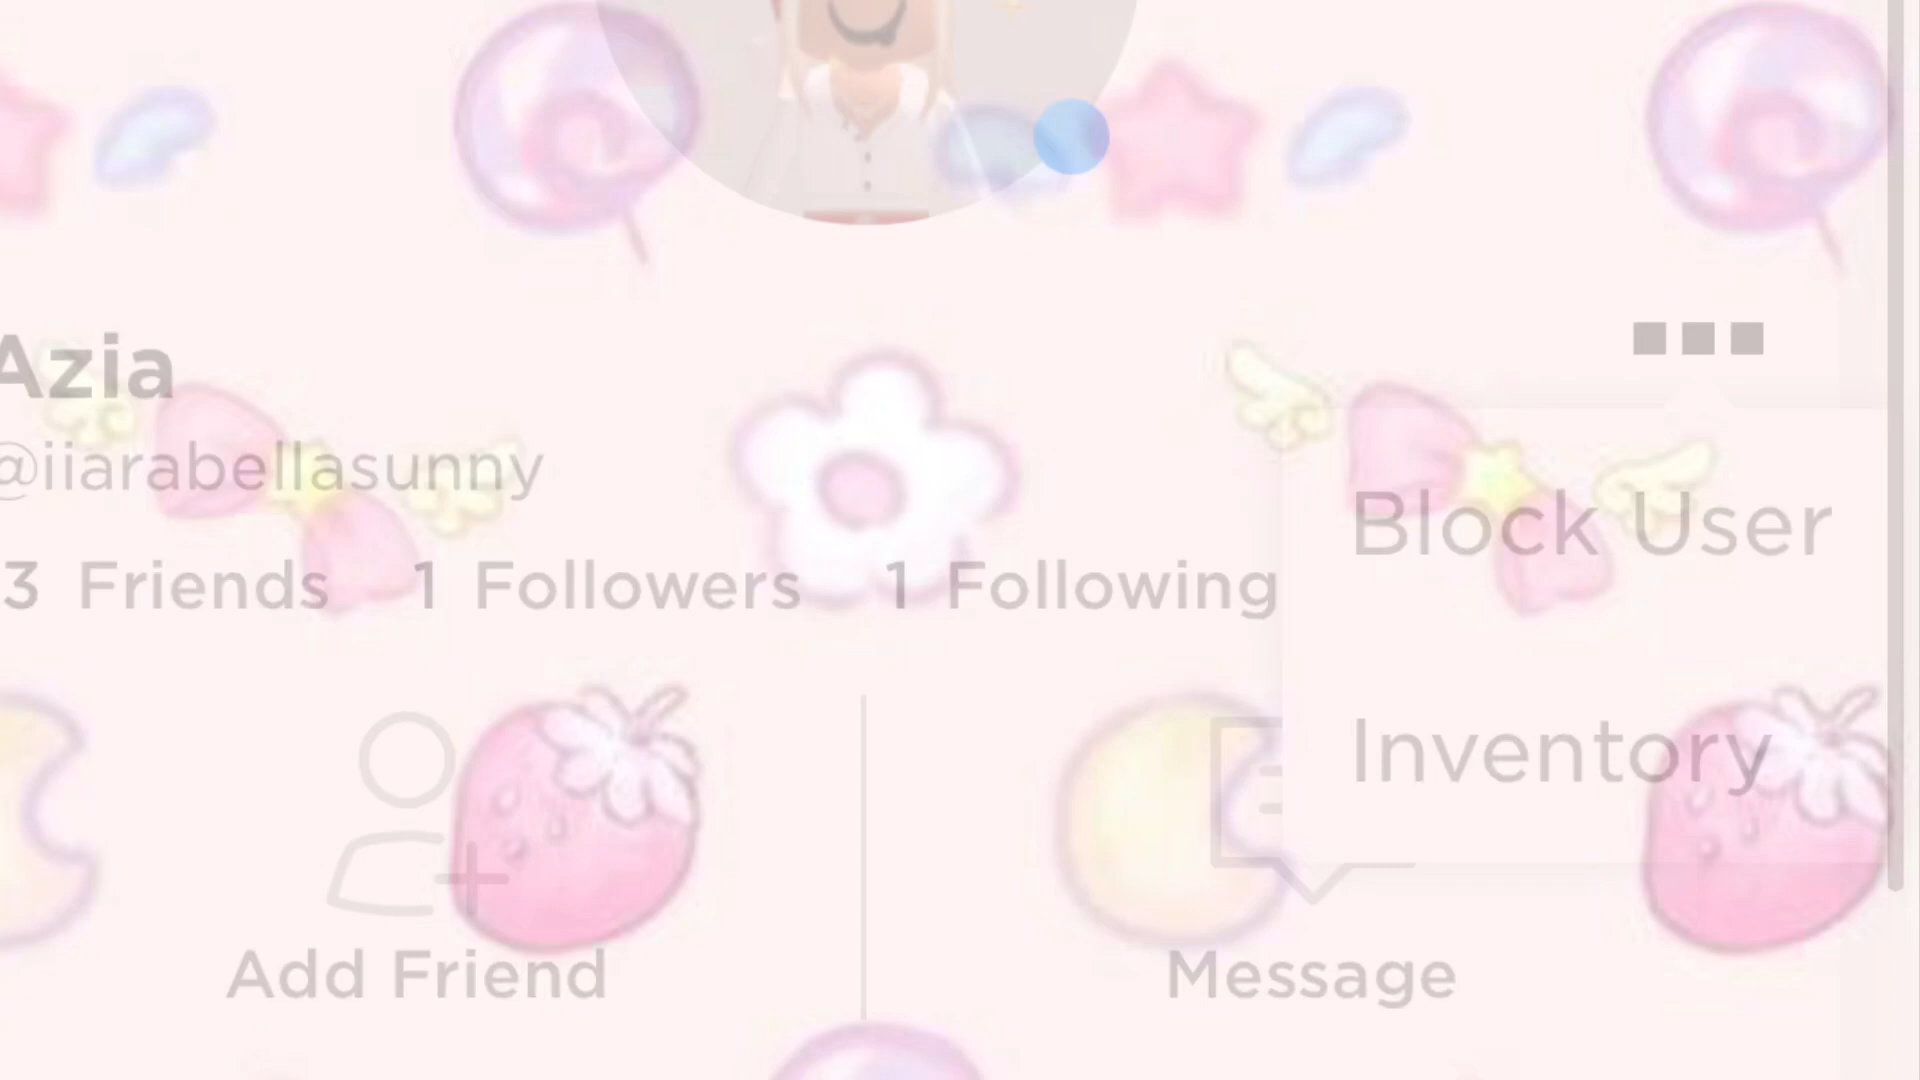 Azia
@iiarabellasunny
3 Friends 1 Followers 1 Following
Block User
Inventory
Add Friend
Message